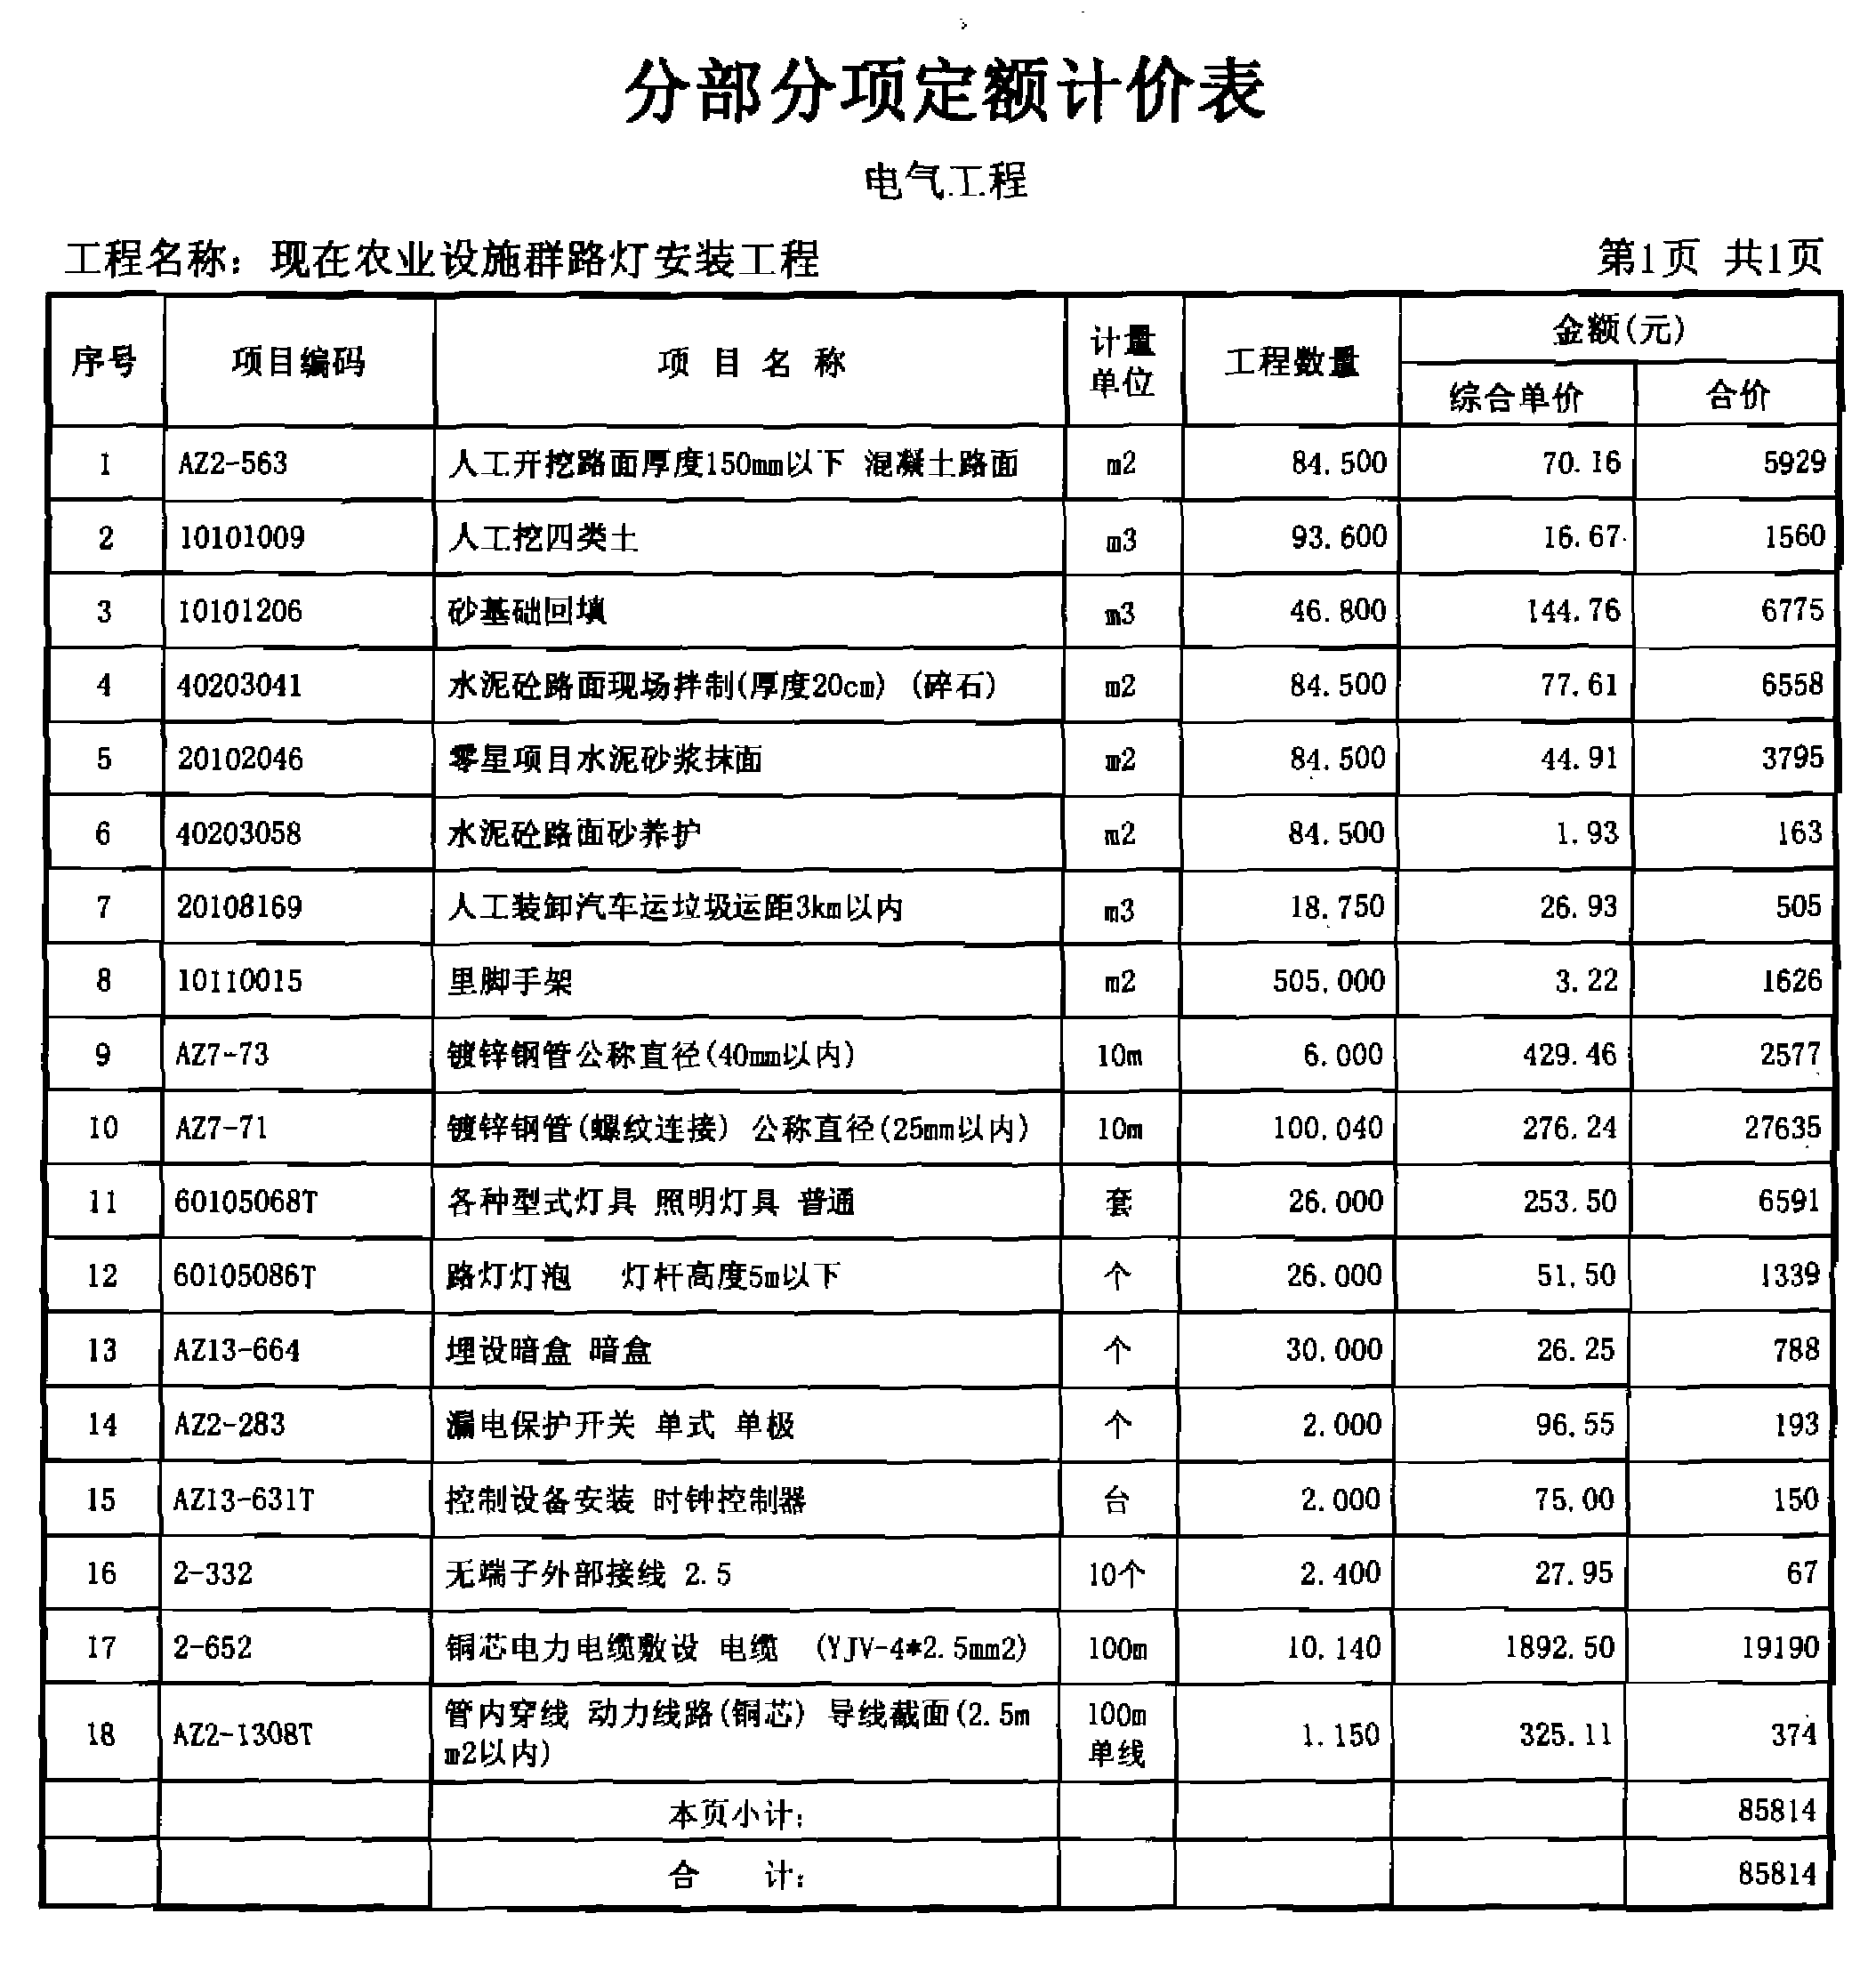 分部分项定额计价表
电气工程
工程名称：现在农业设施群路灯安装工程 第1页 共1页
序号 项目编码 项 目 名 称 计量单位 工程数量 金额(元)
综合单价 合价
1 AZ2-563 人工开挖路面厚度150mm以下 混凝土路面 m2 84.500 70.16 5929
2 10101009 人工挖四类土 m3 93.600 16.67 1560
3 10101206 砂基础回填 m3 46.800 144.76 6775
4 40203041 水泥砼路面现场拌制(厚度20cm) (碎石) m2 84.500 77.61 6558
5 20102046 零星项目水泥砂浆抹面 m2 84.500 44.91 3795
6 40203058 水泥砼路面砂养护 m2 84.500 1.93 163
7 20108169 人工装卸汽车运垃圾运距3km以内 m3 18.750 26.93 505
8 10110015 里脚手架 m2 505.000 3.22 1626
9 AZ7-73 镀锌钢管公称直径(40mm以内) 10m 6.000 429.46 2577
10 AZ7-71 镀锌钢管(螺纹连接) 公称直径(25mm以内) 10m 100.040 276.24 27635
11 60105068T 各种型式灯具 照明灯具 普通 套 26.000 253.50 6591
12 60105086T 路灯灯泡 灯杆高度5m以下 个 26.000 51.50 1339
13 AZ13-664 埋设暗盒 暗盒 个 30.000 26.25 788
14 AZ2-283 漏电保护开关 单式 单极 个 2.000 96.55 193
15 AZ13-631T 控制设备安装 时钟控制器 台 2.000 75.00 150
16 2-332 无端子外部接线 2.5 10个 2.400 27.95 67
17 2-652 铜芯电力电缆敷设 电缆 (YJV-4*2.5mm2) 100m 10.140 1892.50 19190
18 AZ2-1308T 管内穿线 动力线路(铜芯) 导线截面(2.5m 100m 1.150 325.11 374
m2以内) 单线
本页小计： 85814
合 计： 85814